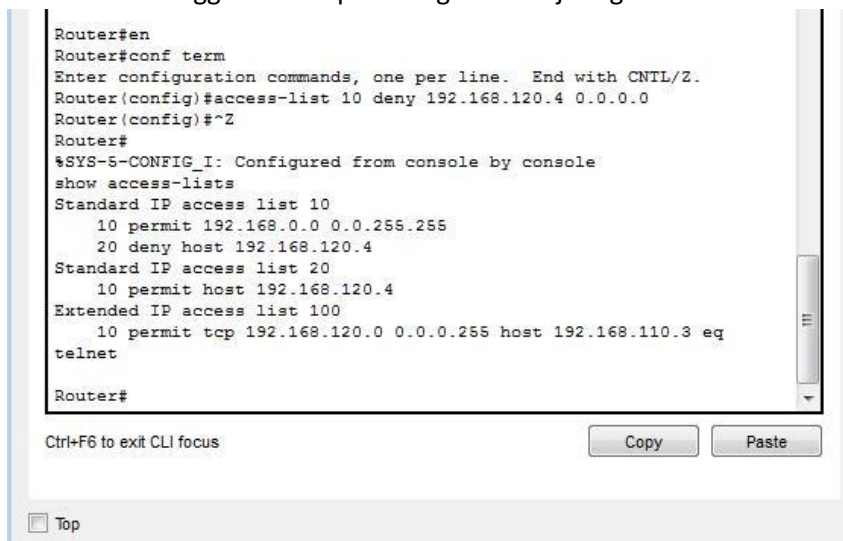 Router#en
Router#conf term
Enter configuration commands, one per line.  End with CNTL/Z.
Router(config)#access-list 10 deny 192.168.120.4 0.0.0.0
Router(config)#^Z
Router#
%SYS-5-CONFIG_I: Configured from console by console
show access-lists
Standard IP access list 10
    10 permit 192.168.0.0 0.0.255.255
    20 deny host 192.168.120.4
Standard IP access list 20
    10 permit host 192.168.120.4
Extended IP access list 100
    10 permit tcp 192.168.120.0 0.0.0.255 host 192.168.110.3 eq
telnet
Router#
Ctrl+F6 to exit CLI focus
Copy
Paste
Top